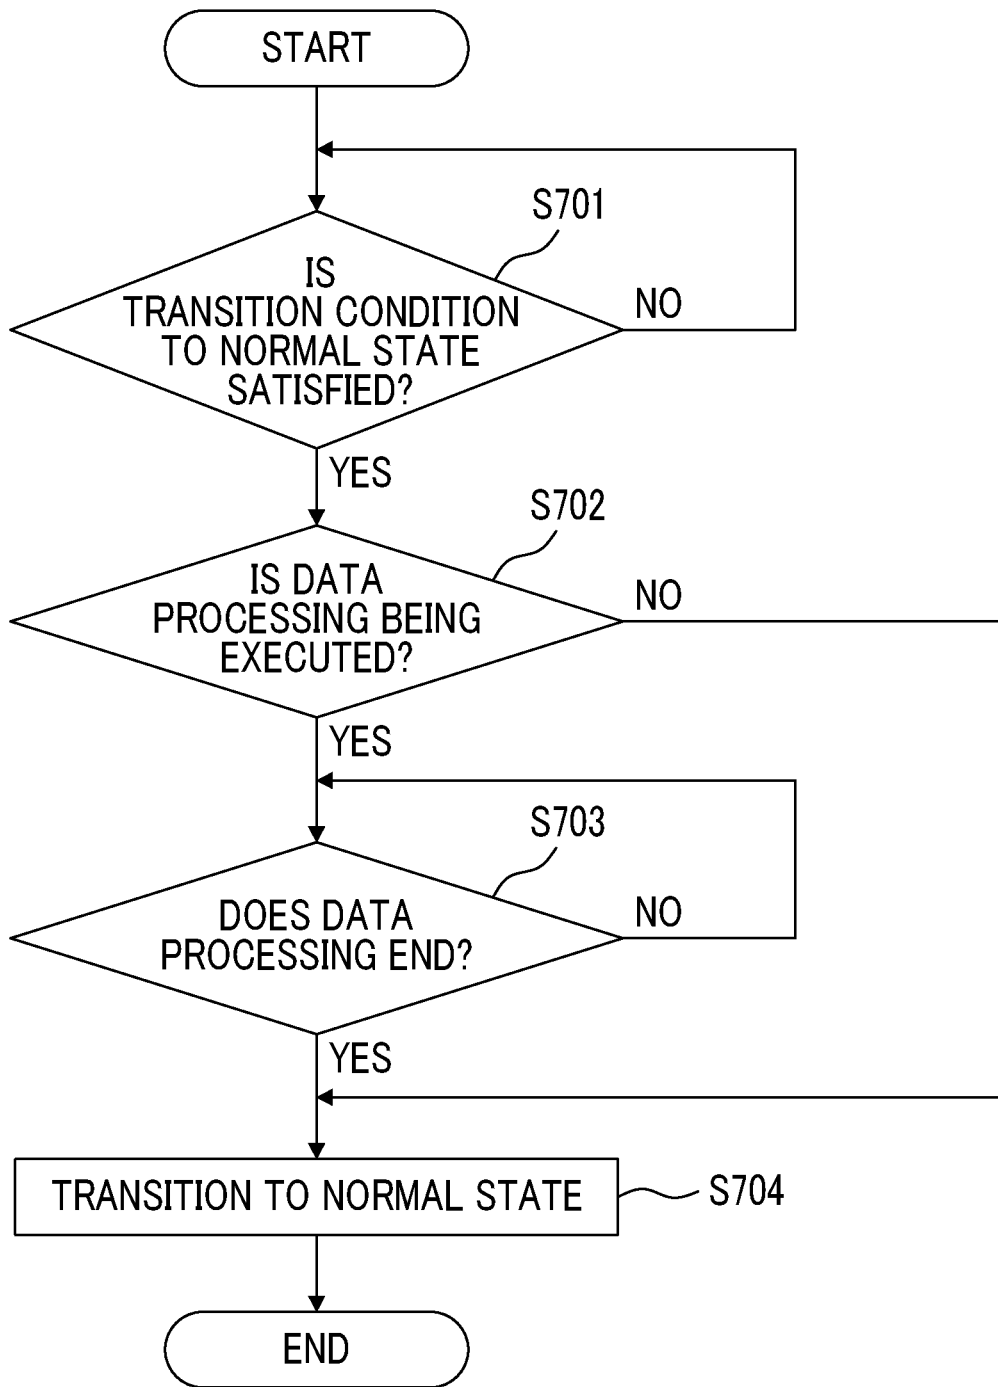 START
S701
IS
TRANSITION CONDITION
TO NORMAL STATE
SATISFIED?
NO
YES
S702
IS DATA
PROCESSING BEING
EXECUTED?
NO
YES
S703
DOES DATA
PROCESSING END?
NO
YES
TRANSITION TO NORMAL STATE
S704
END